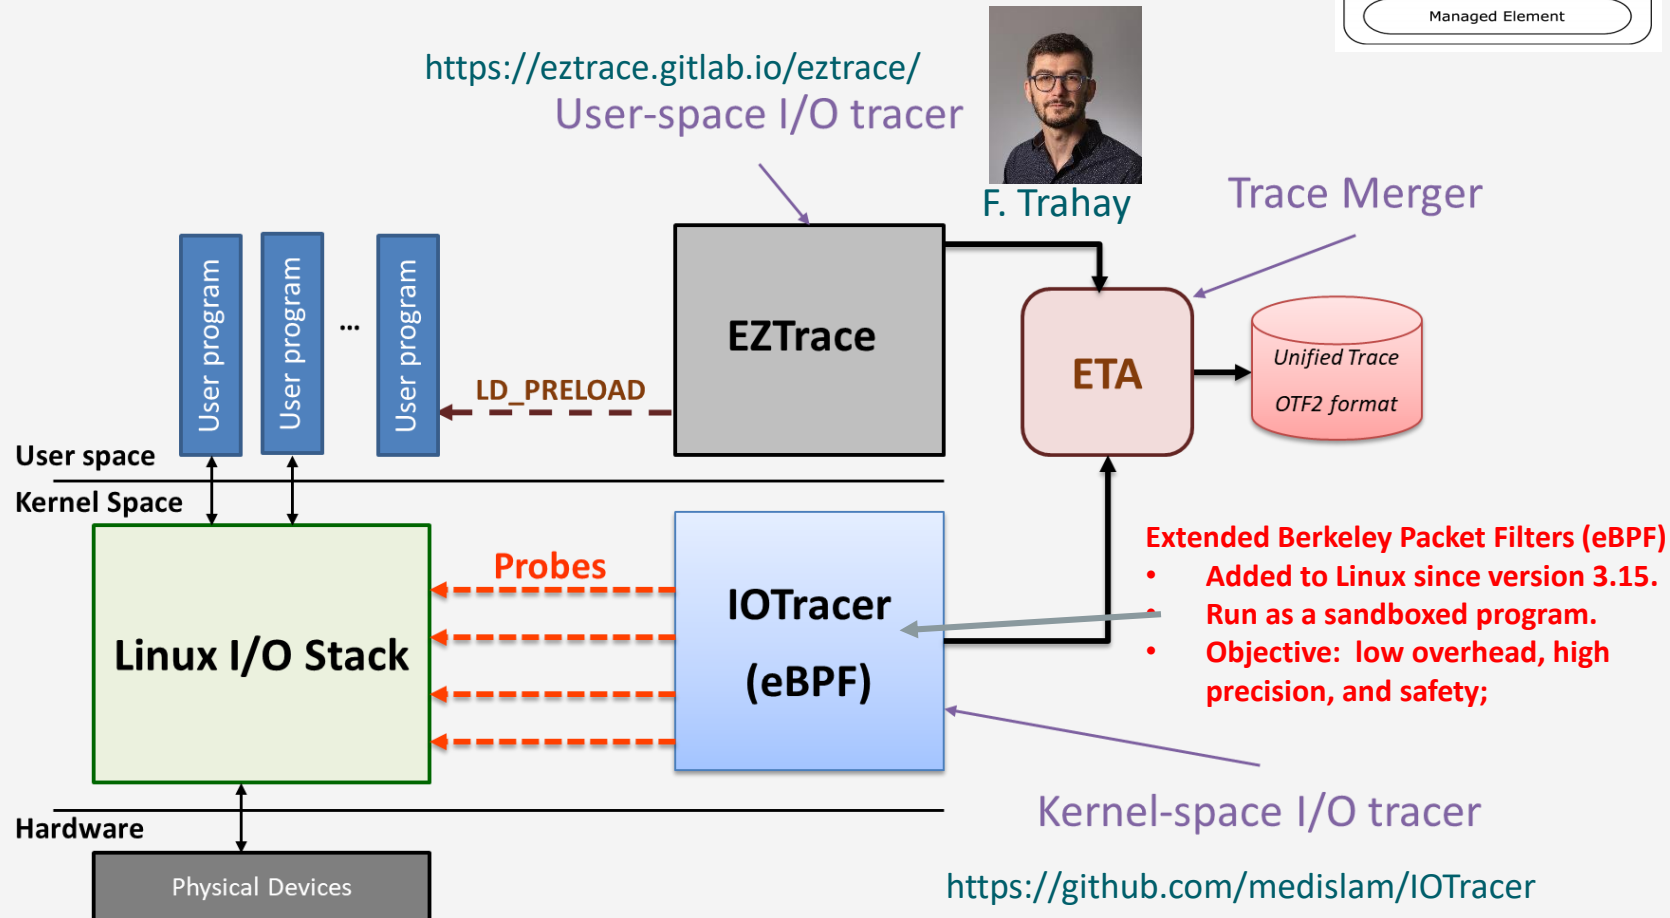 Managed Element
https://eztrace.gitlab.io/eztrace/
User-space I/O tracer
F. Trahay
Trace Merger
User program
User program
...
User program
EZTrace
LD_PRELOAD
ETA
Unified Trace
OTF2 format
User space
Kernel Space
Linux I/O Stack
Probes
IOTracer
(eBPF)
Extended Berkeley Packet Filters (eBPF)
• Added to Linux since version 3.15.
• Run as a sandboxed program.
• Objective: low overhead, high
precision, and safety;
Kernel-space I/O tracer
Hardware
Physical Devices
https://github.com/medislam/IOTracer